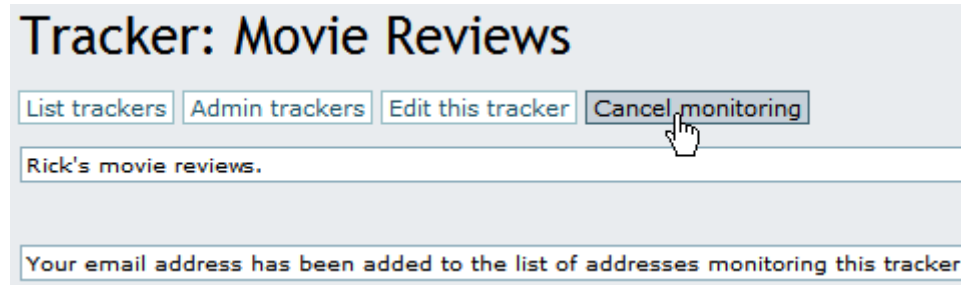 Tracker: Movie Reviews
List trackers Admin trackers Edit this tracker Cancel monitoring
Rick's movie reviews.
Your email address has been added to the list of addresses monitoring this tracker